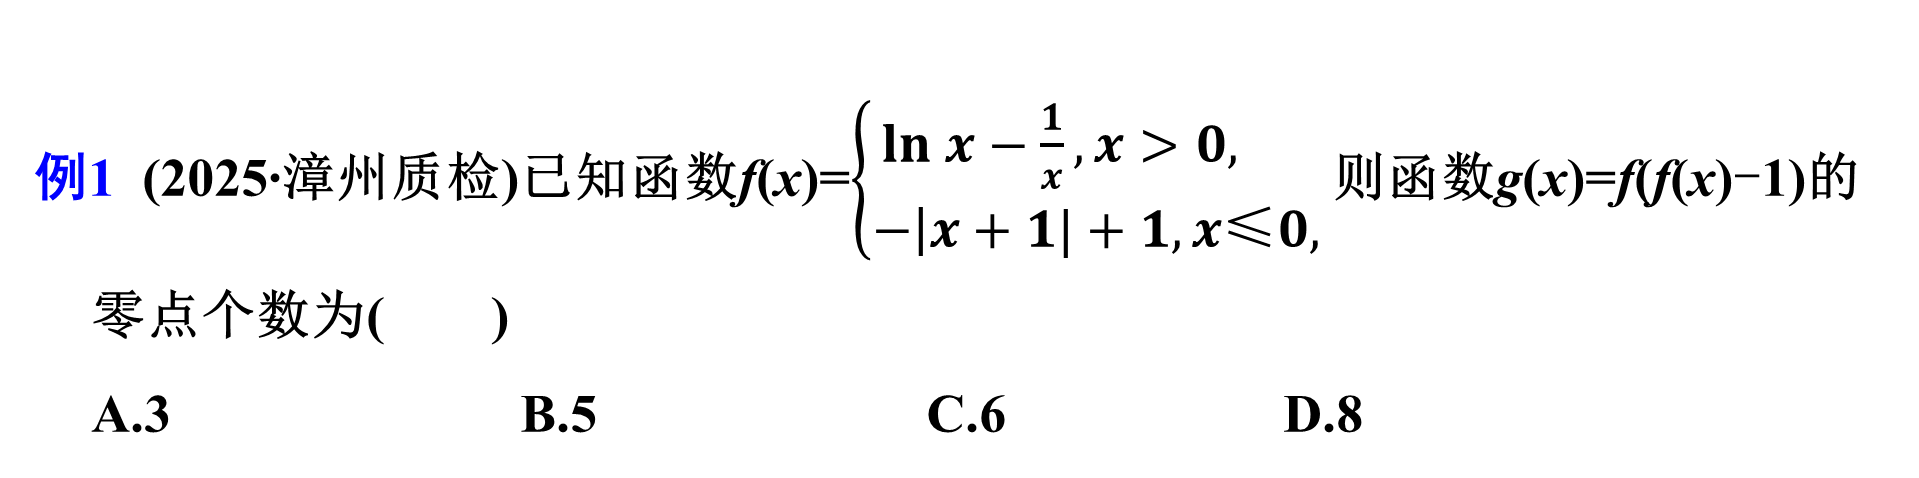 例1 (2025·漳州质检)已知函数f(x)={ln x − 1/x, x > 0, −|x + 1| + 1, x⩽0, 则函数g(x)=f(f(x)−1)的
零点个数为( )
A.3 B.5 C.6 D.8